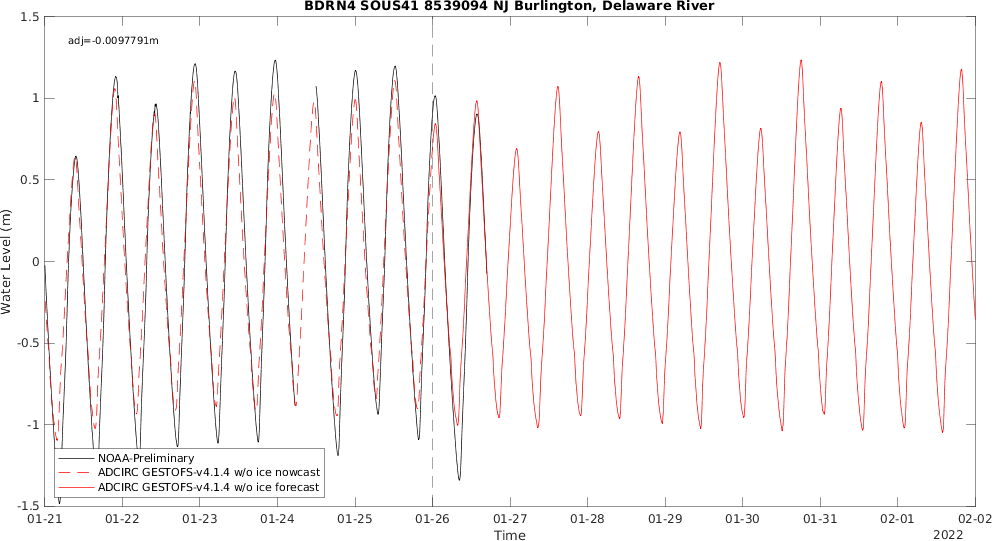 BDRN4 SOUS41 8539094 NJ Burlington, Delaware River
adj=-0.0097791m
1.5
1
0.5
0
-0.5
-1
-1.5
Water Level (m)
NOAA-Preliminary
ADCIRC GESTOFS-v4.1.4 w/o ice nowcast
ADCIRC GESTOFS-v4.1.4 w/o ice forecast
01-21 01-22 01-23 01-24 01-25 01-26 01-27 01-28 01-29 01-30 01-31 02-01 02-02
Time
2022